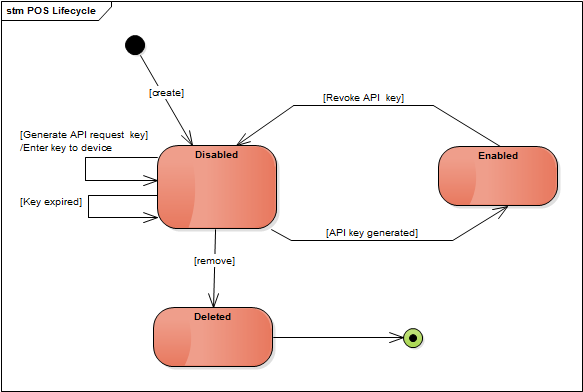 stm POS Lifecycle
[create]
[Revoke API  key]
[Generate API request  key]
/Enter key to device
Disabled
Enabled
[Key expired]
[API key generated]
[remove]
Deleted